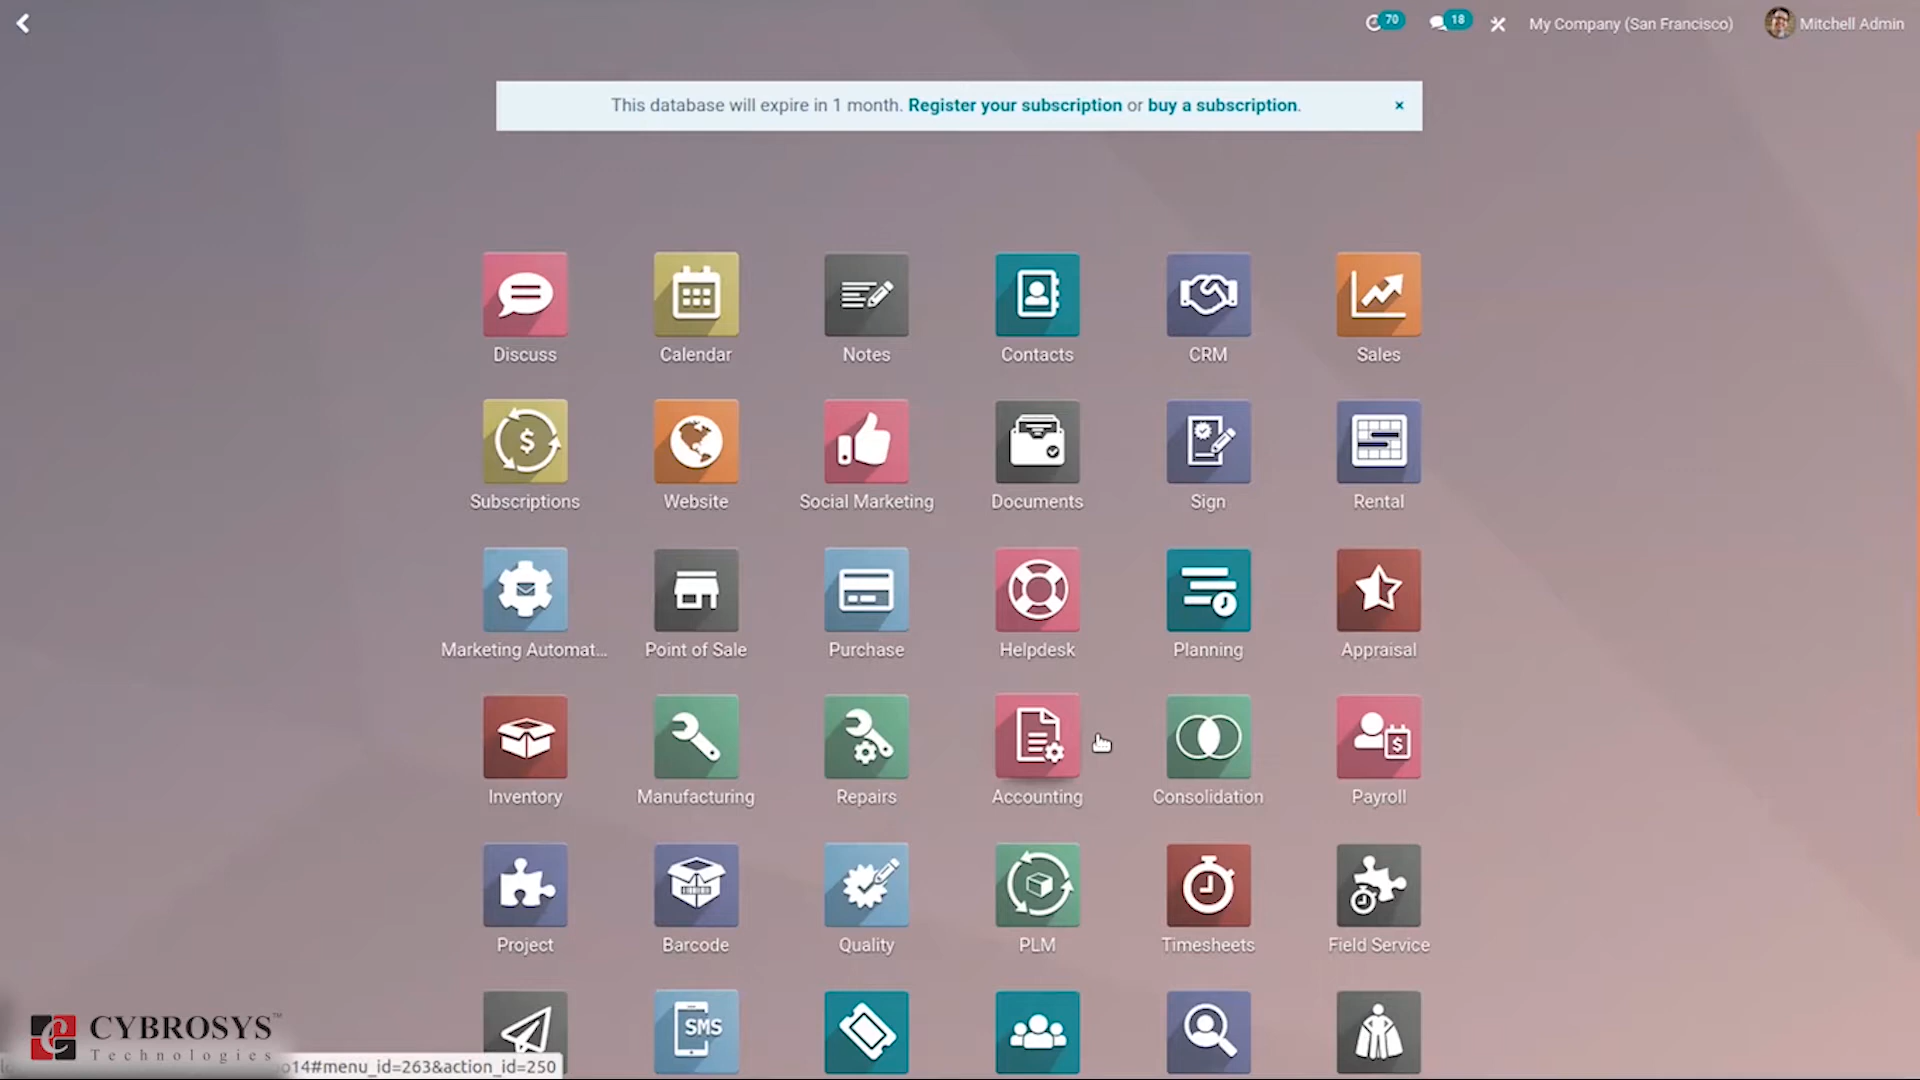 70
18
My Company (San Francisco)
Mitchell Admin
This database will expire in 1 month. Register your subscription or buy a subscription.
Discuss
Calendar
Notes
Contacts
CRM
Sales
Subscriptions
Website
Social Marketing
Documents
Sign
Rental
Marketing Automat...
Point of Sale
Purchase
Helpdesk
Planning
Appraisal
Inventory
Manufacturing
Repairs
Accounting
Consolidation
Payroll
Project
Barcode
Quality
PLM
Timesheets
Field Service
SMS
CYBROSYS™
Technologies
o14#menu_id=263&action_id=250